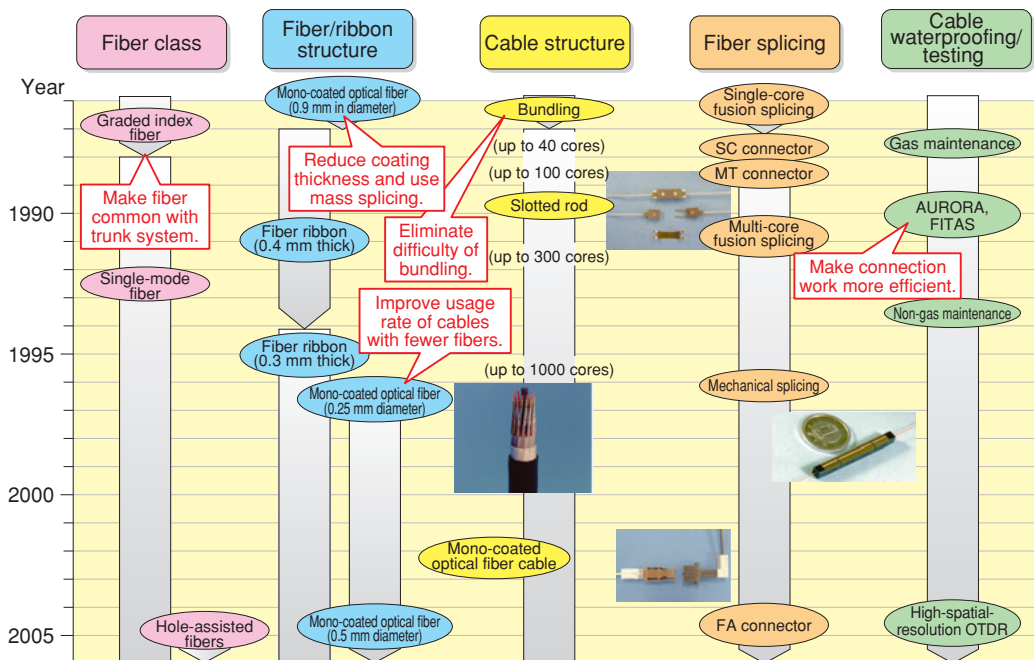 Fiber class
Fiber/ribbon
structure
Cable structure
Fiber splicing
Cable
waterproofing/
testing
Year
Mono-coated optical fiber
(0.9 mm in diameter)
Bundling
Single-core
fusion splicing
Graded index
fiber
(up to 40 cores)
SC connector
Gas maintenance
Reduce coating
thickness and use
mass splicing.
(up to 100 cores)
MT connector
Make fiber
common with
trunk system.
1990
Slotted rod
AURORA,
FITAS
Fiber ribbon
(0.4 mm thick)
Eliminate
difficulty of
bundling.
Multi-core
fusion splicing
(up to 300 cores)
Make connection
work more efficient.
Single-mode
fiber
Improve usage
rate of cables
with fewer fibers.
Non-gas maintenance
1995
Fiber ribbon
(0.3 mm thick)
(up to 1000 cores)
Mono-coated optical fiber
(0.25 mm diameter)
Mechanical splicing
2000
Mono-coated
optical fiber cable
2005
Hole-assisted
fibers
Mono-coated optical fiber
(0.5 mm diameter)
FA connector
High-spatial-
resolution OTDR